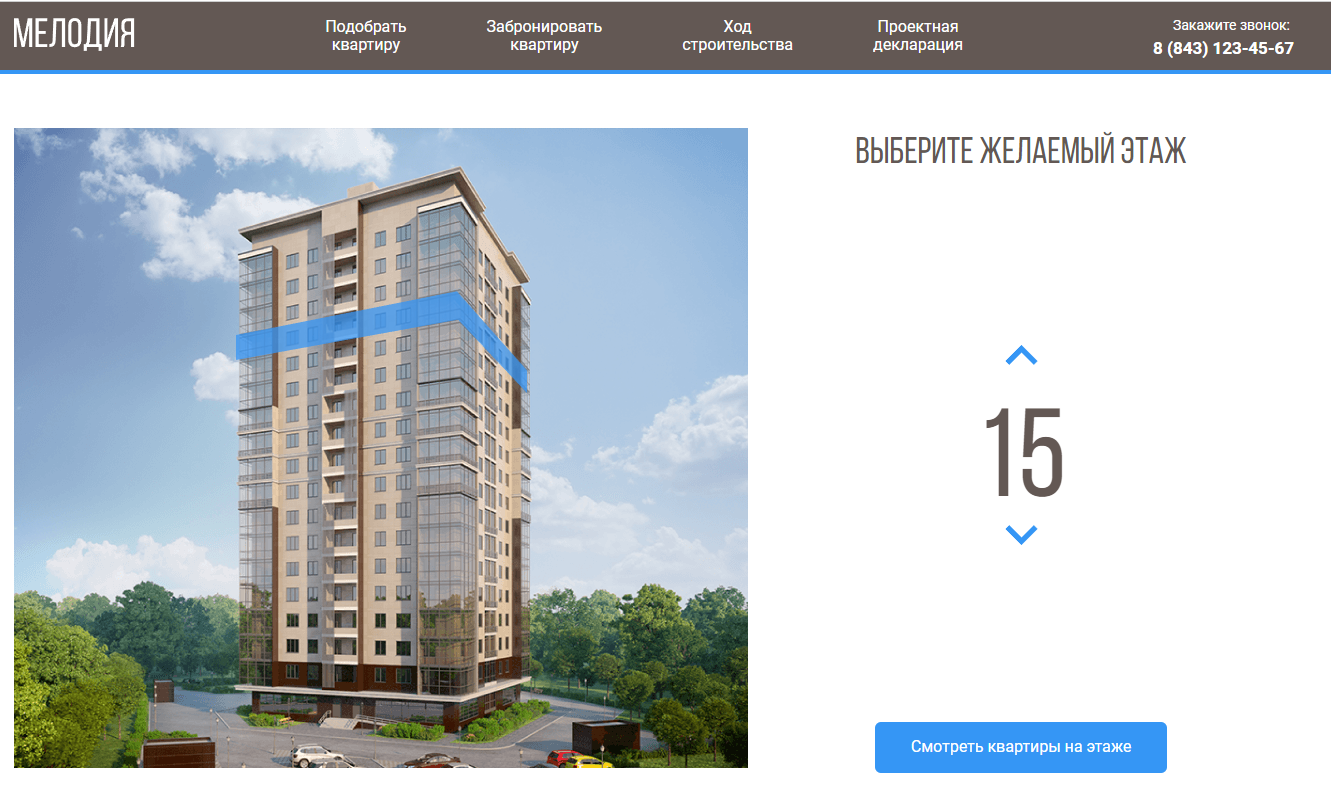 МЕЛОДИЯ
Подобрать
квартиру
Забронировать
квартиру
Ход
строительства
Проектная
декларация
Закажите звонок:
8 (843) 123-45-67
ВЫБЕРИТЕ ЖЕЛАЕМЫЙ ЭТАЖ
15
Смотреть квартиры на этаже